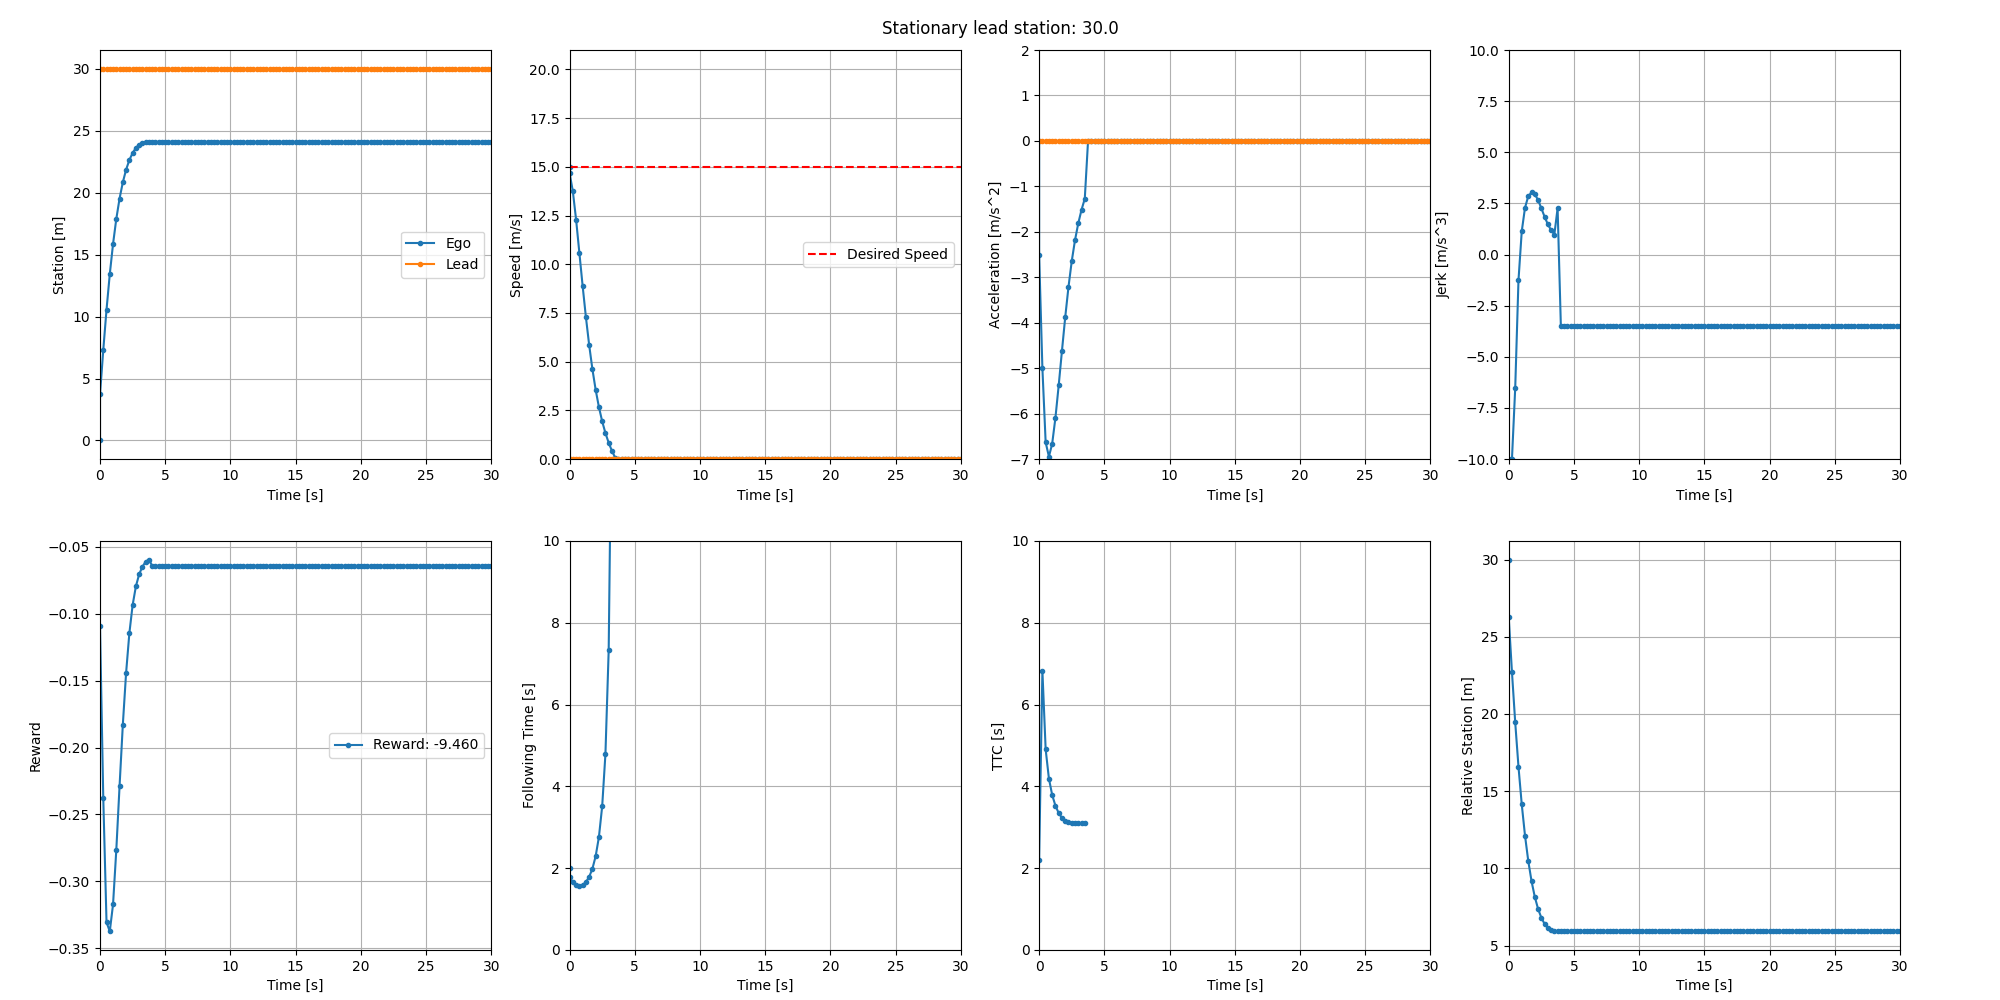 Stationary lead station: 30.0
Station [m]
30
25
20
15
10
5
0
Ego
Lead
0 5 10 15 20 25 30
Time [s]
Speed [m/s]
20.0
17.5
15.0
12.5
10.0
7.5
5.0
2.5
0.0
Desired Speed
0 5 10 15 20 25 30
Time [s]
Acceleration [m/s^2]
2
1
0
−1
−2
−3
−4
−5
−6
−7
0 5 10 15 20 25 30
Time [s]
Jerk [m/s^3]
10.0
7.5
5.0
2.5
0.0
−2.5
−5.0
−7.5
−10.0
0 5 10 15 20 25 30
Time [s]
Reward
−0.05
−0.10
−0.15
−0.20
−0.25
−0.30
−0.35
Reward: -9.460
0 5 10 15 20 25 30
Time [s]
Following Time [s]
10
8
6
4
2
0
0 5 10 15 20 25 30
Time [s]
TTC [s]
10
8
6
4
2
0
0 5 10 15 20 25 30
Time [s]
Relative Station [m]
30
25
20
15
10
5
0 5 10 15 20 25 30
Time [s]